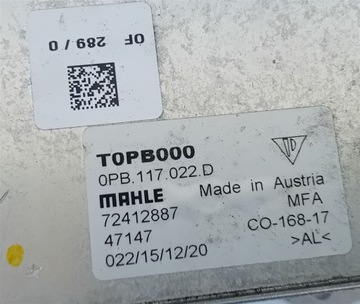 OF 289 / 0
TOPB000
0PB.117.022.D
MAHLE Made in Austria
72412887 MFA
47147 CO-168-17
022/15/12/20 >AL<